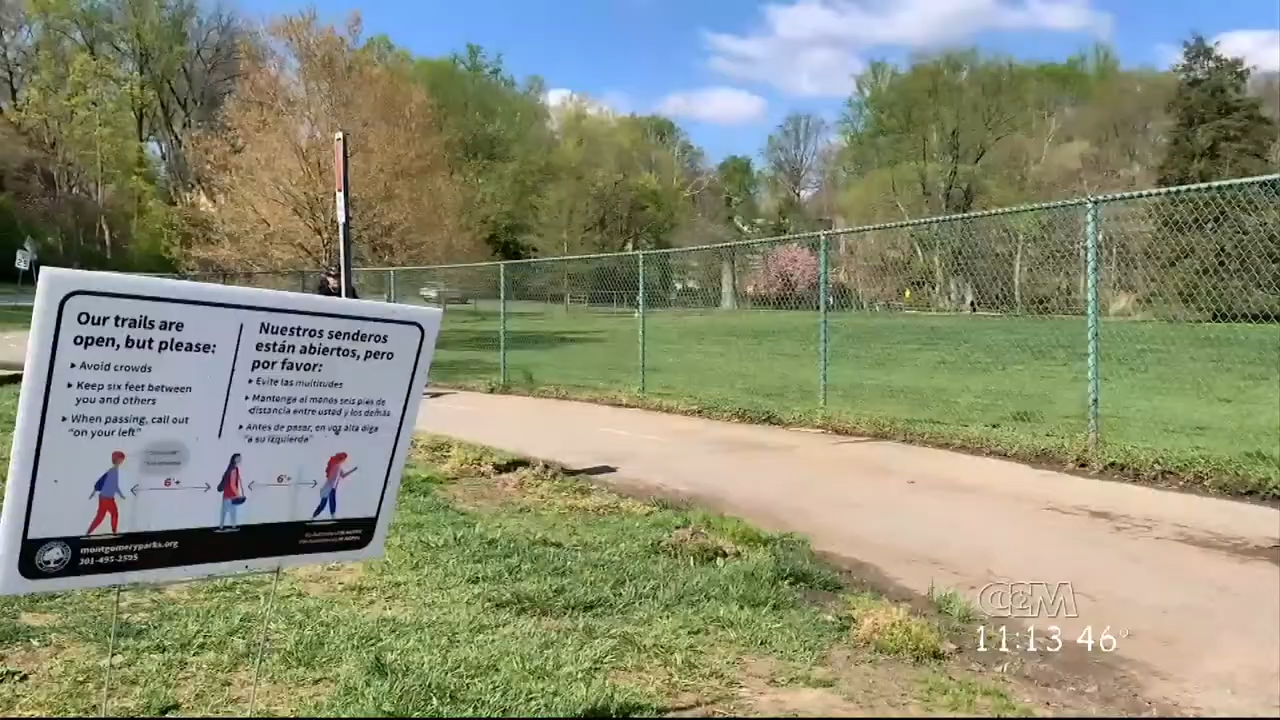 Our trails are
open, but please:
▸ Avoid crowds
▸ Keep six feet between
you and others
▸ When passing, call out
"on your left"
Nuestros senderos
están abiertos, pero
por favor:
▸ Evite las multitudes
▸ Mantenga al menos seis pies de
distancia entre usted y los demás
▸ Antes de pasar, en voz alta diga
"a su izquierda"
6'+
6'+
montgomeryparks.org
301-495-2595
25
CCM
11:13 46°